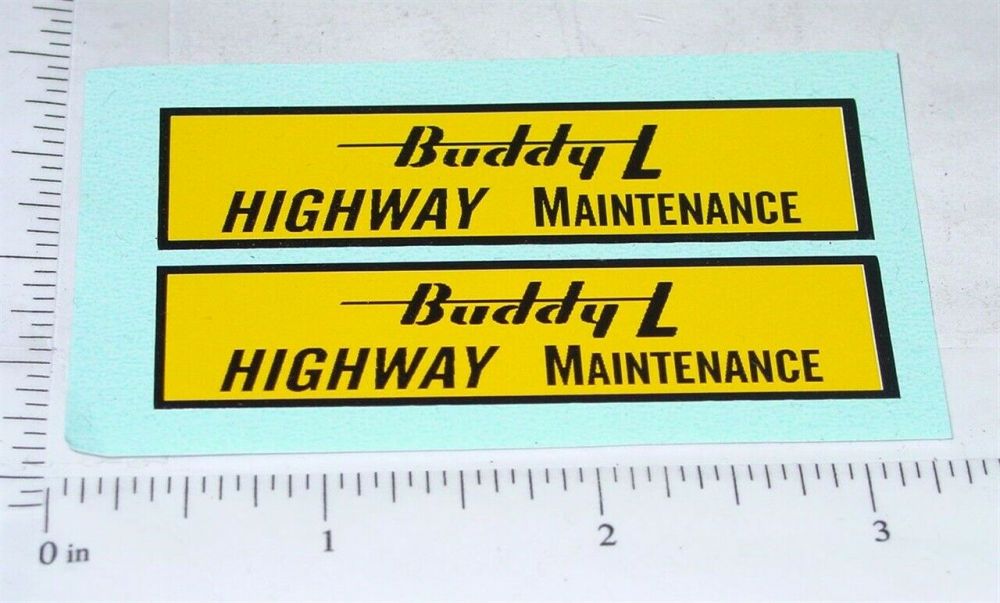 Buddy L
HIGHWAY MAINTENANCE
Buddy L
HIGHWAY MAINTENANCE
0 in 1 2 3